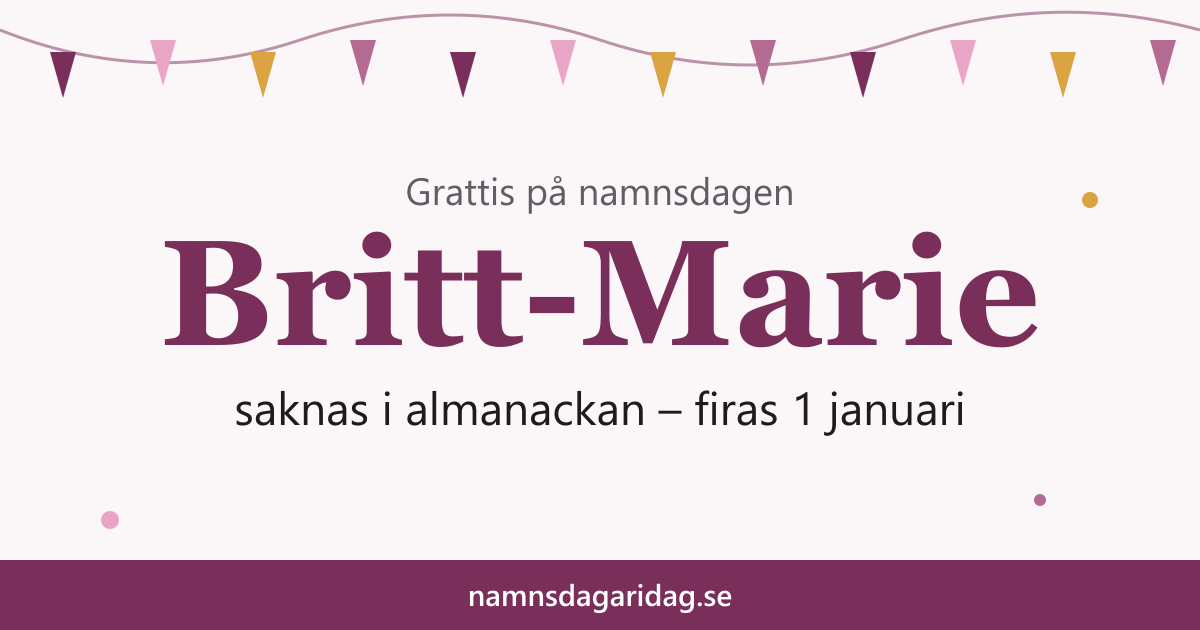 Grattis på namnsdagen
Britt-Marie
saknas i almanackan – firas 1 januari
namnsdagaridag.se